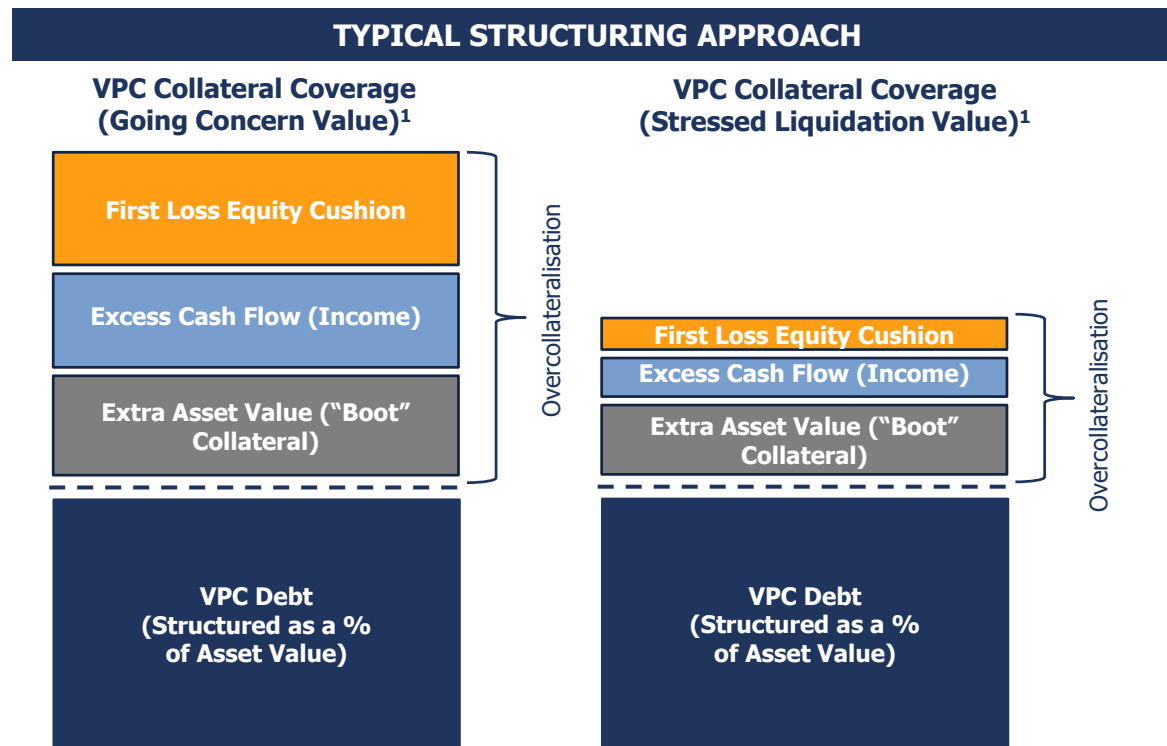 TYPICAL STRUCTURING APPROACH
VPC Collateral Coverage
(Going Concern Value)¹
First Loss Equity Cushion
Excess Cash Flow (Income)
Extra Asset Value (“Boot”
Collateral)
Overcollateralisation
VPC Debt
(Structured as a %
of Asset Value)
VPC Collateral Coverage
(Stressed Liquidation Value)¹
First Loss Equity Cushion
Excess Cash Flow (Income)
Extra Asset Value (“Boot”
Collateral)
Overcollateralisation
VPC Debt
(Structured as a %
of Asset Value)